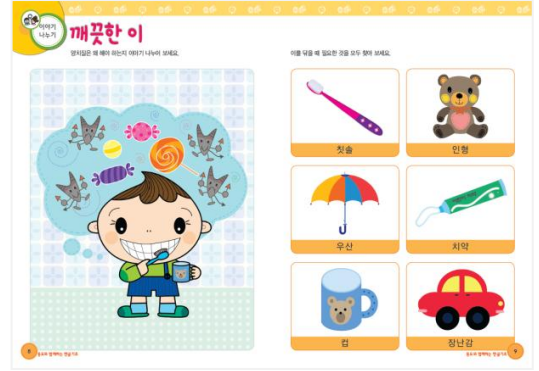 이야기
나누기
깨끗한 이
양치질은 왜 해야 하는지 이야기 나누어 보세요.
이를 닦을 때 필요한 것을 모두 찾아 보세요.
칫솔
인형
우산
치약
컵
장난감
8
9